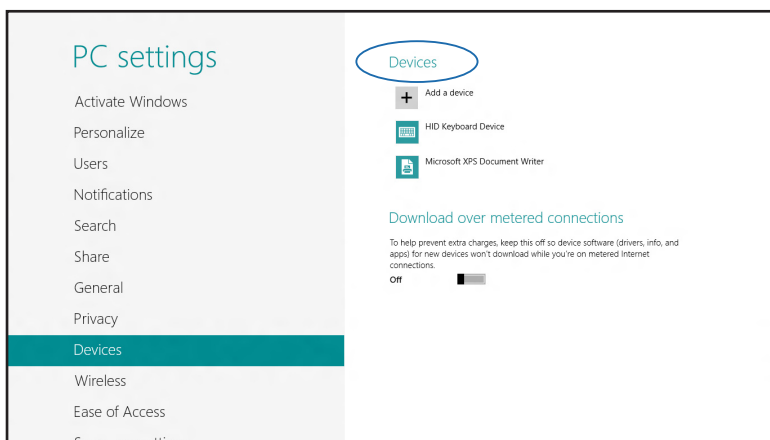 PC settings
Activate Windows
Personalize
Users
Notifications
Search
Share
General
Privacy
Devices
Wireless
Ease of Access
Devices
Add a device
HID Keyboard Device
Microsoft XPS Document Writer
Download over metered connections
To help prevent extra charges, keep this off so device software (drivers, info, and
apps) for new devices won't download while you're on metered Internet
connections.
Off